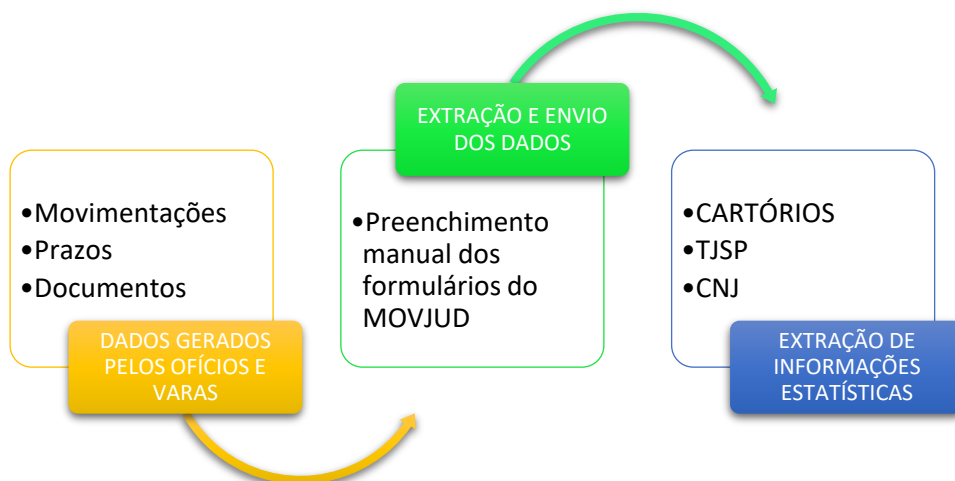 •Movimentações
•Prazos
•Documentos
DADOS GERADOS
PELOS OFÍCIOS E
VARAS
EXTRAÇÃO E ENVIO
DOS DADOS
•Preenchimento
manual dos
formulários do
MOVJUD
•CARTÓRIOS
•TJSP
•CNJ
EXTRAÇÃO DE
INFORMAÇÕES
ESTATÍSTICAS